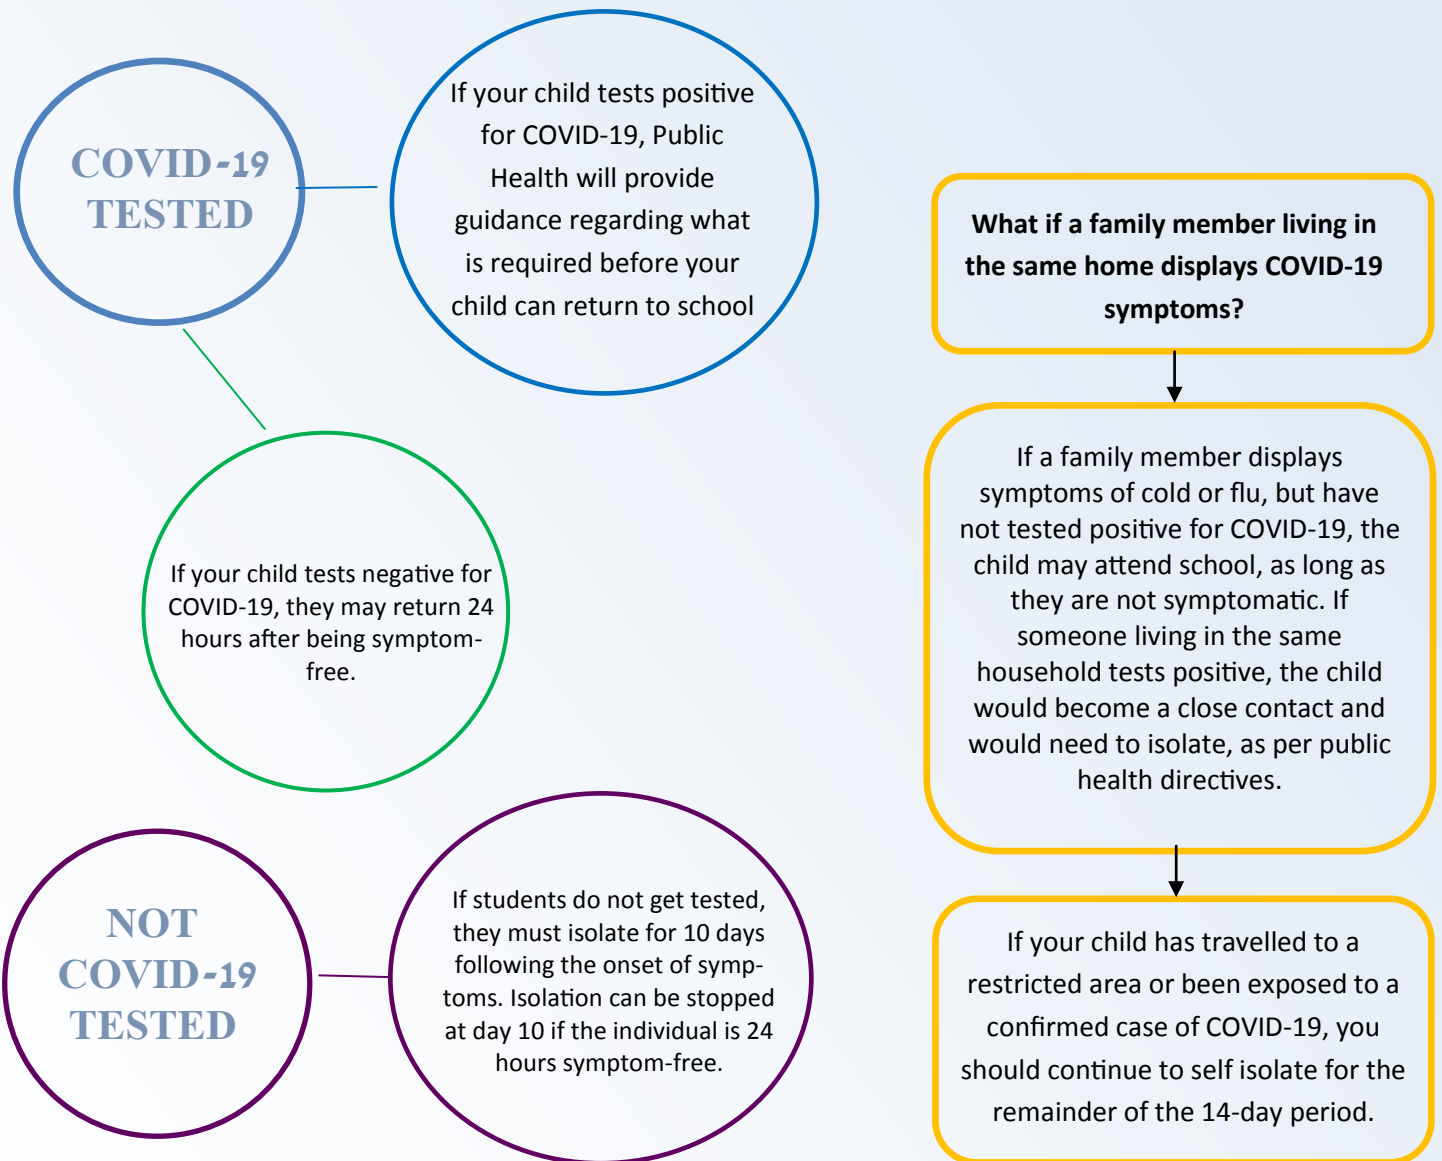 COVID-19
TESTED
If your child tests positive
for COVID-19, Public
Health will provide
guidance regarding what
is required before your
child can return to school
If your child tests negative for
COVID-19, they may return 24
hours after being symptom-
free.
NOT
COVID-19
TESTED
If students do not get tested,
they must isolate for 10 days
following the onset of symp-
toms. Isolation can be stopped
at day 10 if the individual is 24
hours symptom-free.
What if a family member living in
the same home displays COVID-19
symptoms?
If a family member displays
symptoms of cold or flu, but have
not tested positive for COVID-19, the
child may attend school, as long as
they are not symptomatic. If
someone living in the same
household tests positive, the child
would become a close contact and
would need to isolate, as per public
health directives.
If your child has travelled to a
restricted area or been exposed to a
confirmed case of COVID-19, you
should continue to self isolate for the
remainder of the 14-day period.